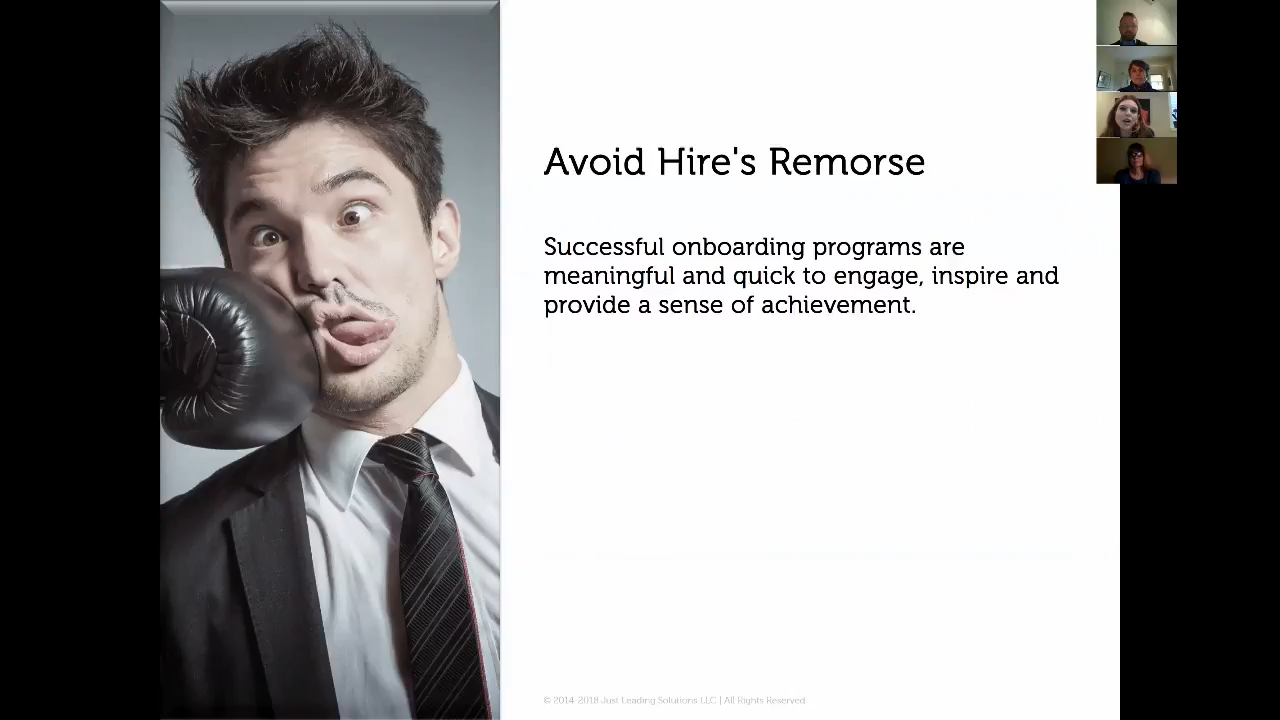 Avoid Hire's Remorse
Successful onboarding programs are
meaningful and quick to engage, inspire and
provide a sense of achievement.
© 2014-2018 Just Leading Solutions LLC | All Rights Reserved